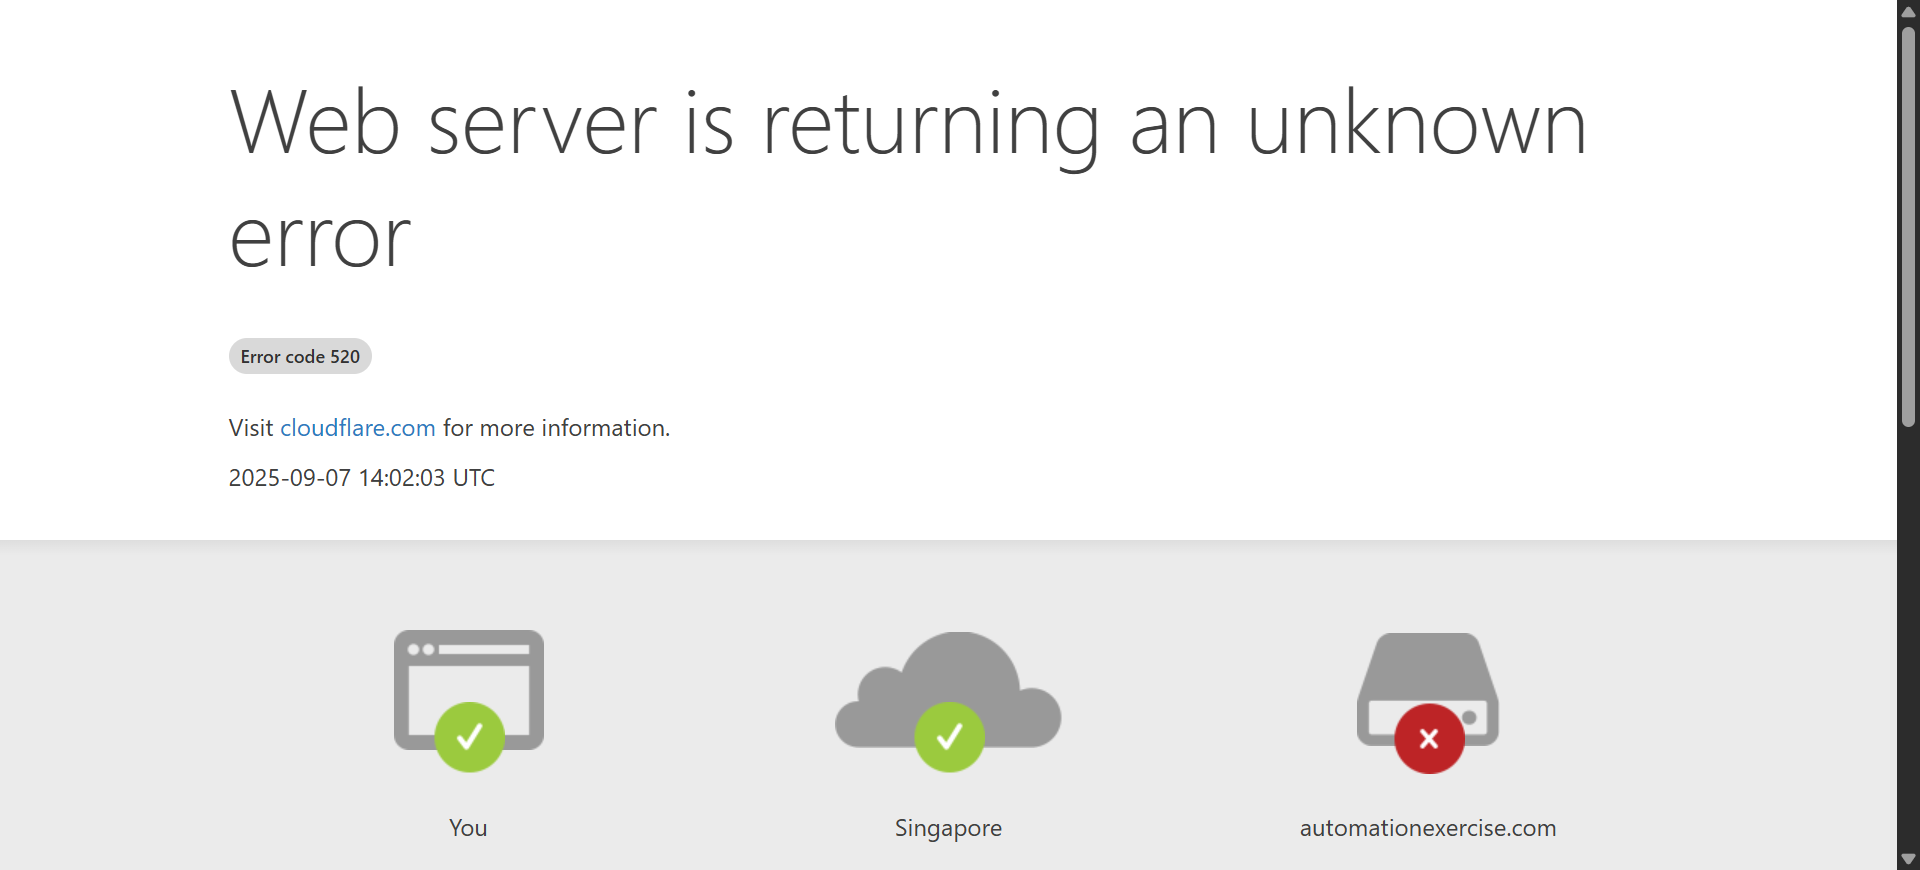 Web server is returning an unknown
error
Error code 520
Visit cloudflare.com for more information.
2025-09-07 14:02:03 UTC
You
Singapore
automationexercise.com